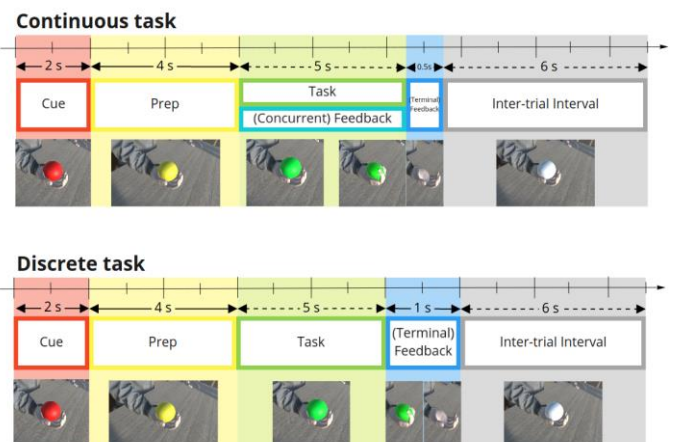 Continuous task
2 s
4 s
5 s
0.5s
6 s
Cue
Prep
Task
(Concurrent) Feedback
(Terminal)
Feedback
Inter-trial Interval
Discrete task
2 s
4 s
5 s
1 s
6 s
Cue
Prep
Task
(Terminal)
Feedback
Inter-trial Interval